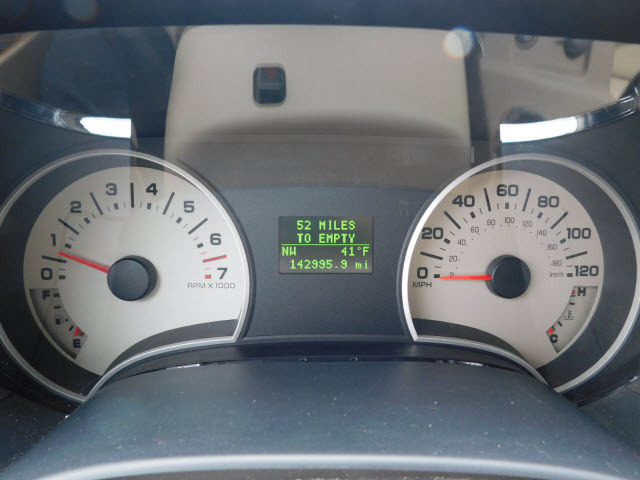 0 1 2 3 4 5 6 7
RPM X 1000
F
E
52 MILES
TO EMPTY
NW 41°F
142995.9 mi
0 20 40 60 80 100 120
MPH
km/h
H
C